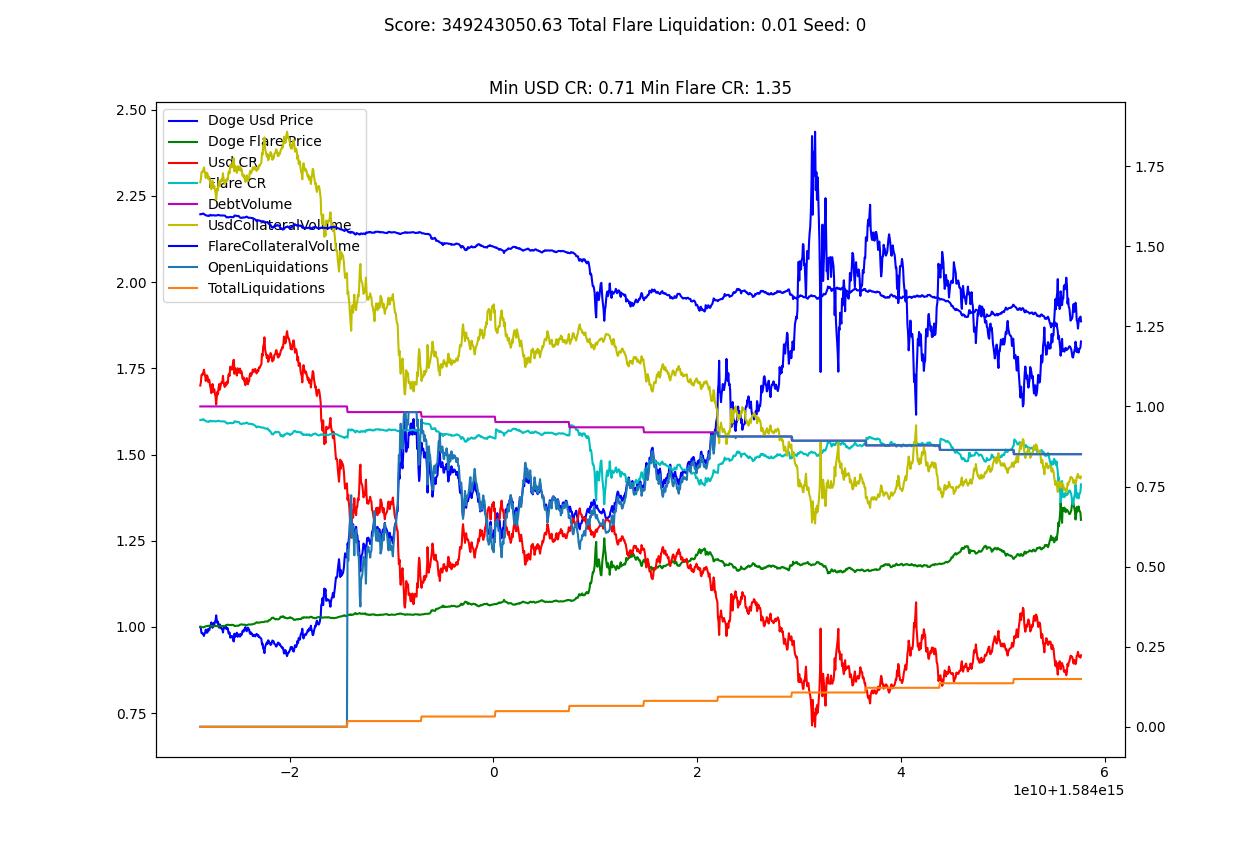 Score: 349243050.63 Total Flare Liquidation: 0.01 Seed: 0
Min USD CR: 0.71 Min Flare CR: 1.35
2.50
2.25
2.00
1.75
1.50
1.25
1.00
0.75
Doge Usd Price
Doge Flare Price
Usd CR
Flare CR
DebtVolume
UsdCollateralVolume
FlareCollateralVolume
OpenLiquidations
TotalLiquidations
1.75
1.50
1.25
1.00
0.75
0.50
0.25
0.00
−2 0 2 4 6
1e10+1.584e15